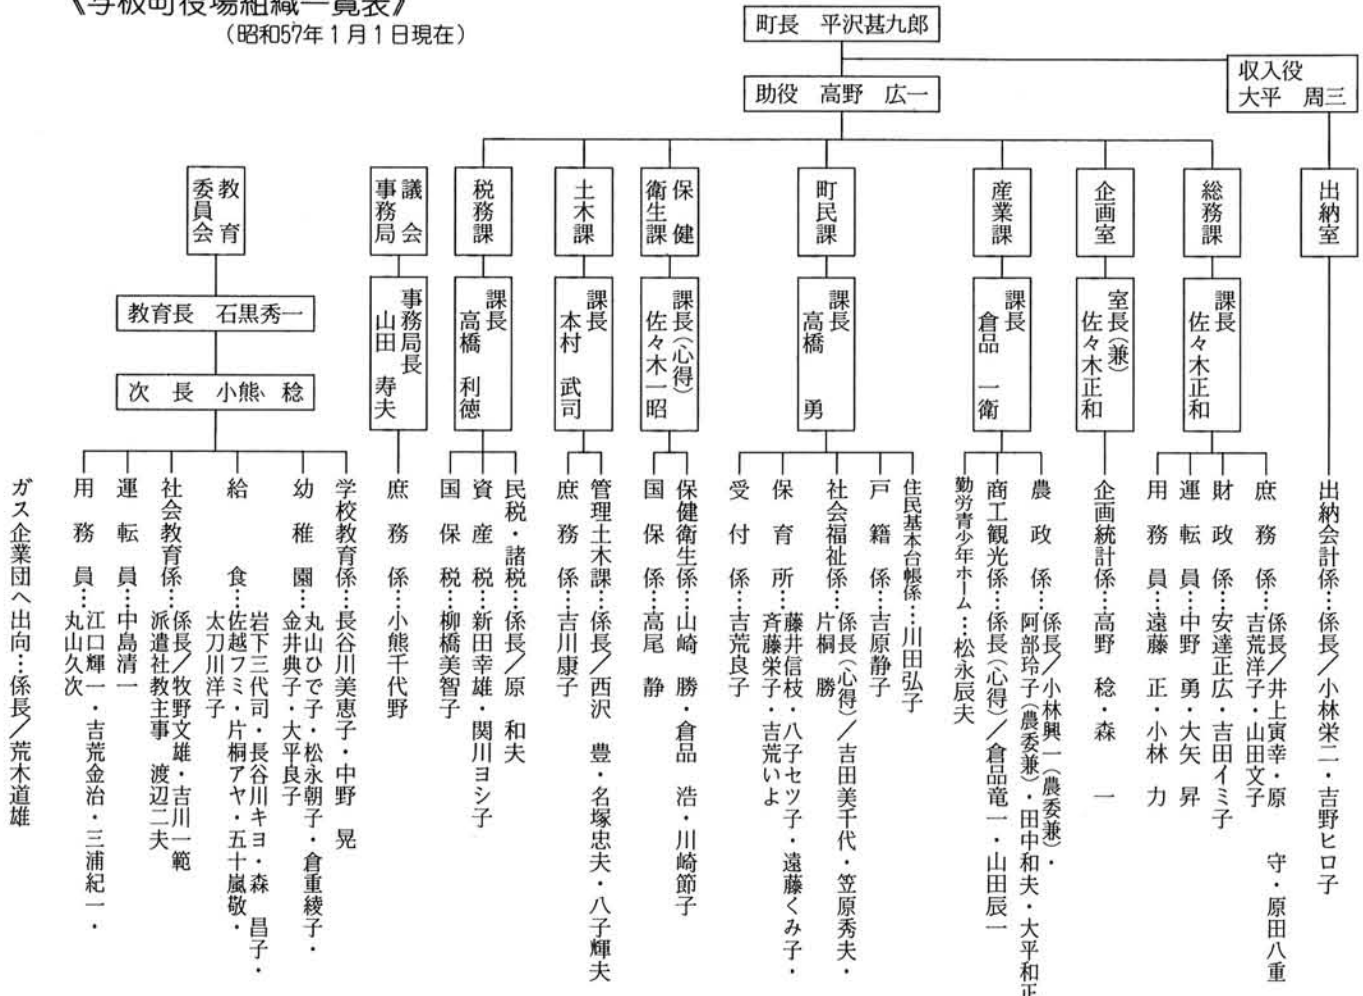 《与板町役場組織一覧表》
（昭和57年１月１日現在）
町長　平沢甚九郎
助役　高野　広一
収入役
大平　周三
出納室
出納会計係…係長／小林栄二・吉野ヒロ子
総務課
課長
佐々木正和
庶務係…係長／井上寅幸・原　守・原田八重
吉荒洋子・山田文子
財政係…安達正広・吉田イミ子
運転員…中野　勇・大矢　昇
用務員…遠藤　正・小林　力
企画室
室長（兼）
佐々木正和
企画統計係…高野　稔・森　一
産業課
課長
倉品　一衛
農政係…係長／小林興一（農委兼）・
阿部玲子（農委兼）・田中和夫・大平和正
商工観光係…係長（心得）／倉品竜一・山田辰一
勤労青少年ホーム…松永辰夫
町民課
課長
高橋　勇
住民基本台帳係…川田弘子
戸籍係…吉原静子
社会福祉係…係長（心得）／吉田美千代・笠原秀夫・
片桐　勝
保育所…藤井信枝・八子セツ子・遠藤くみ子・
斉藤栄子・吉荒いよ
受付係…吉荒良子
保健
衛生課
課長（心得）
佐々木一昭
保健衛生係…山崎　勝・倉品　浩・川崎節子
国保係…高尾　静
土木課
課長
本村　武司
管理土木課…係長／西沢　豊・名塚忠夫・八子輝夫
庶務係…吉川康子
税務課
課長
高橋　利徳
民税・諸税…係長／原　和夫
資産税…新田幸雄・関川ヨシ子
国保税…柳橋美智子
議会
事務局
事務局長
山田　寿夫
庶務係…小熊千代野
教育
委員会
教育長　石黒秀一
次長　小熊　稔
学校教育係…長谷川美恵子・中野　晃
幼稚園…丸山ひで子・松永朝子・倉重綾子・
金井典子・大平良子
給食…岩下三代司・長谷川キヨ・森　昌子・
佐越フミ・片桐アヤ・五十嵐敬・
太刀川洋子
社会教育係…係長／牧野文雄・吉川一範
派遣社教主事　渡辺二夫
運転員…中島清一
用務員…江口輝一・吉荒金治・三浦紀一・
丸山久次
ガス企業団へ出向…係長／荒木道雄